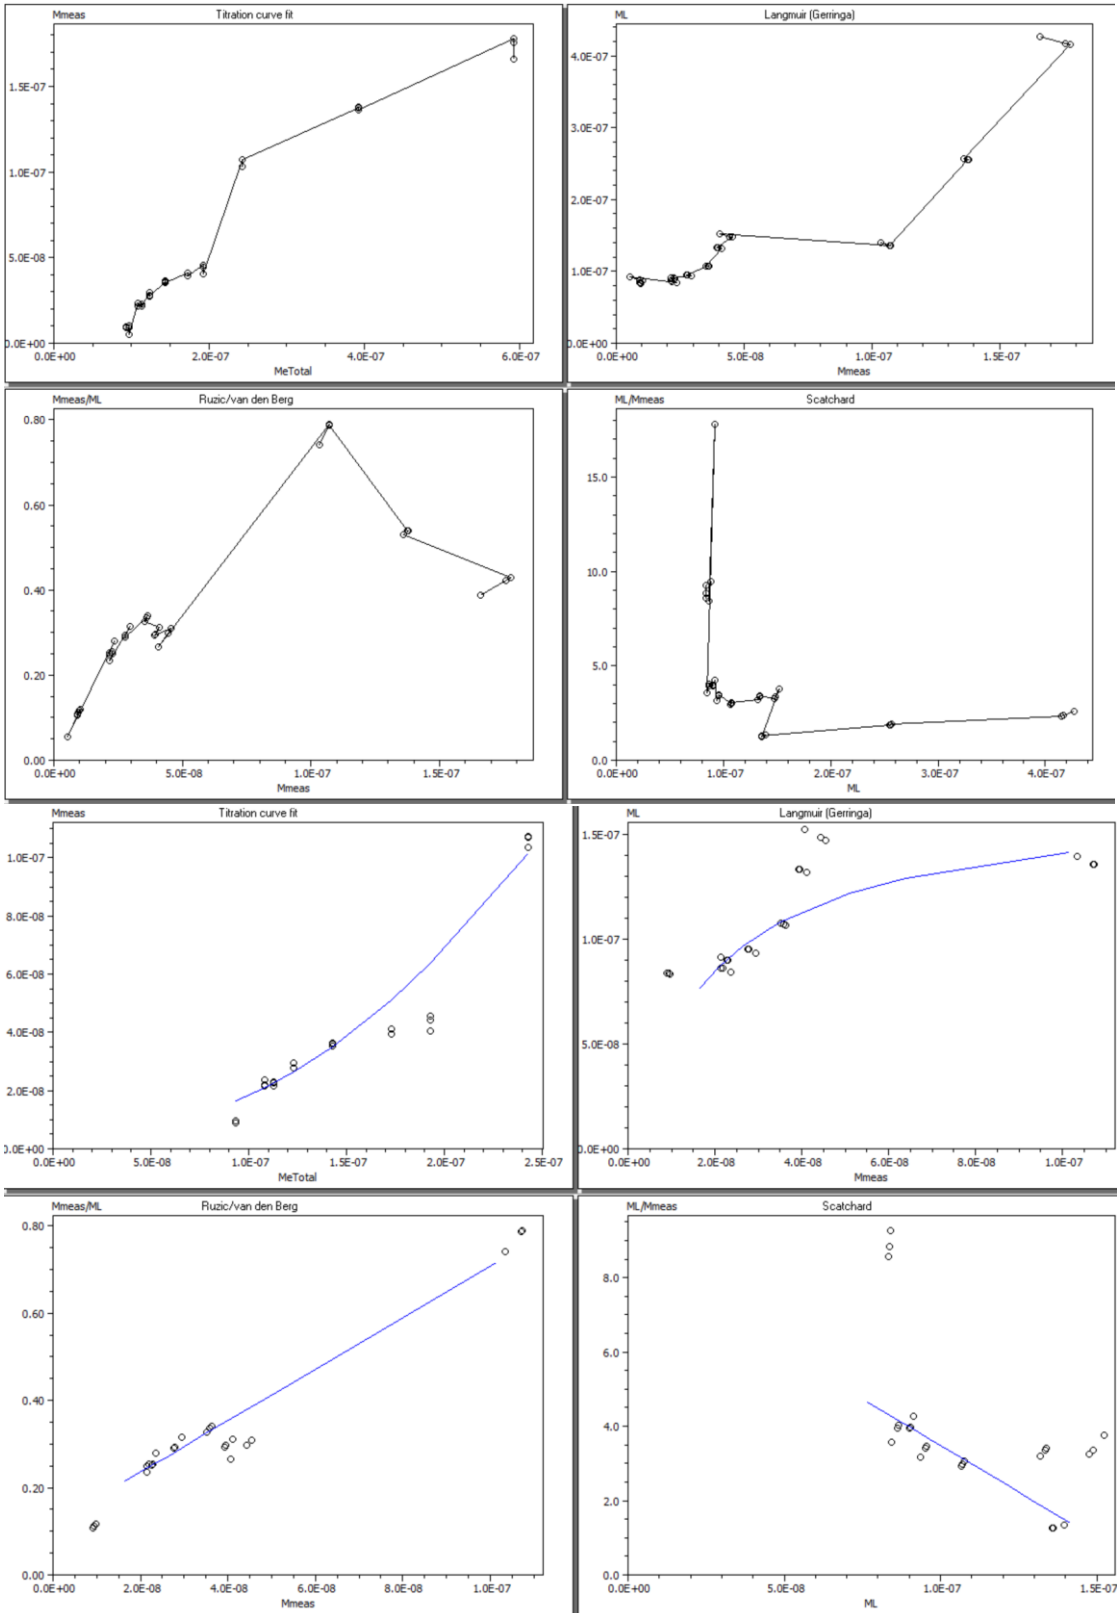 Mmeas Titration curve fit
1.5E-07
1.0E-07
5.0E-08
0.0E+00
0.0E+00 2.0E-07 4.0E-07 6.0E-07
MeTotal
ML Langmuir (Gerringa)
4.0E-07
3.0E-07
2.0E-07
1.0E-07
0.0E+00
0.0E+00 5.0E-08 1.0E-07 1.5E-07
Mmeas
Mmeas/ML Ruzic/van den Berg
0.80
0.60
0.40
0.20
0.00
0.0E+00 5.0E-08 1.0E-07 1.5E-07
Mmeas
ML/Mmeas Scatchard
15.0
10.0
5.0
0.0
0.0E+00 1.0E-07 2.0E-07 3.0E-07 4.0E-07
ML
Mmeas Titration curve fit
1.0E-07
8.0E-08
6.0E-08
4.0E-08
2.0E-08
0.0E+00
0.0E+00 5.0E-08 1.0E-07 1.5E-07 2.0E-07 2.5E-07
MeTotal
ML Langmuir (Gerringa)
1.5E-07
1.0E-07
5.0E-08
0.0E+00
0.0E+00 2.0E-08 4.0E-08 6.0E-08 8.0E-08 1.0E-07
Mmeas
Mmeas/ML Ruzic/van den Berg
0.80
0.60
0.40
0.20
0.00
0.0E+00 2.0E-08 4.0E-08 6.0E-08 8.0E-08 1.0E-07
Mmeas
ML/Mmeas Scatchard
8.0
6.0
4.0
2.0
0.0
0.0E+00 5.0E-08 1.0E-07 1.5E-07
ML